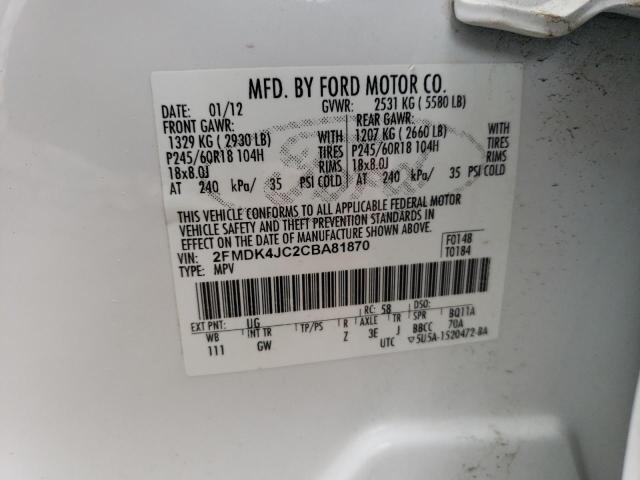 MFD. BY FORD MOTOR CO.
DATE: 01/12 GVWR: 2531 KG ( 5580 LB)
FRONT GAWR: REAR GAWR:
1329 KG ( 2930 LB) WITH 1207 KG ( 2660 LB) WITH
P245/60R18 104H TIRES P245/60R18 104H TIRES
18x8.0J RIMS 18x8.0J RIMS
AT 240 kPa/ 35 PSI COLD AT 240 kPa/ 35 PSI COLD
Ford
THIS VEHICLE CONFORMS TO ALL APPLICABLE FEDERAL MOTOR
VEHICLE SAFETY AND THEFT PREVENTION STANDARDS IN
EFFECT ON THE DATE OF MANUFACTURE SHOWN ABOVE.
VIN: 2FMDK4JC2CBA81870 F0148
TYPE: MPV T0184
EXT PNT: UG RC: 58 DSO:
WB INT TR TP/PS R AXLE TR SPR BQ11A
111 GW Z 3E J BBCC 70A
UTC ▽5U5A-1520472-BA